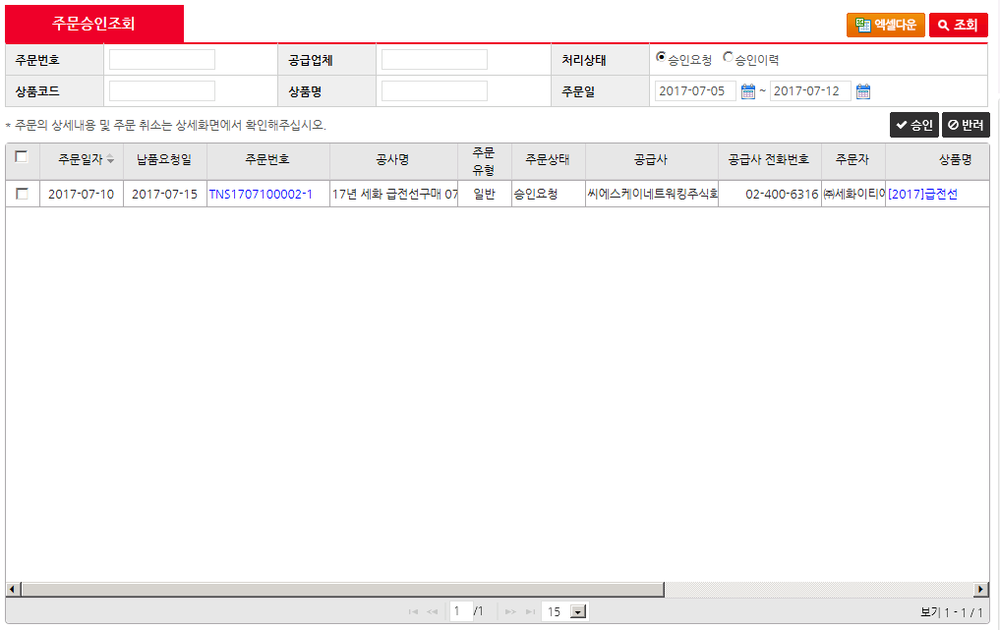 주문승인조회
엑셀다운 조회
주문번호 공급업체 처리상태 승인요청 승인이력
상품코드 상품명 주문일 2017-07-05 ~ 2017-07-12
* 주문의 상세내용 및 주문 취소는 상세화면에서 확인해주십시오.
승인 반려
주문일자 납품요청일 주문번호 공사명 주문 유형 주문상태 공급사 공급사 전화번호 주문자 상품명
2017-07-10 2017-07-15 TNS1707100002-1 17년 세화 급전선구매 07 일반 승인요청 씨에스케이네트워킹주식회 02-400-6316 ㈜세화이티이 [2017]급전선
1 /1 15 보기 1 - 1 / 1